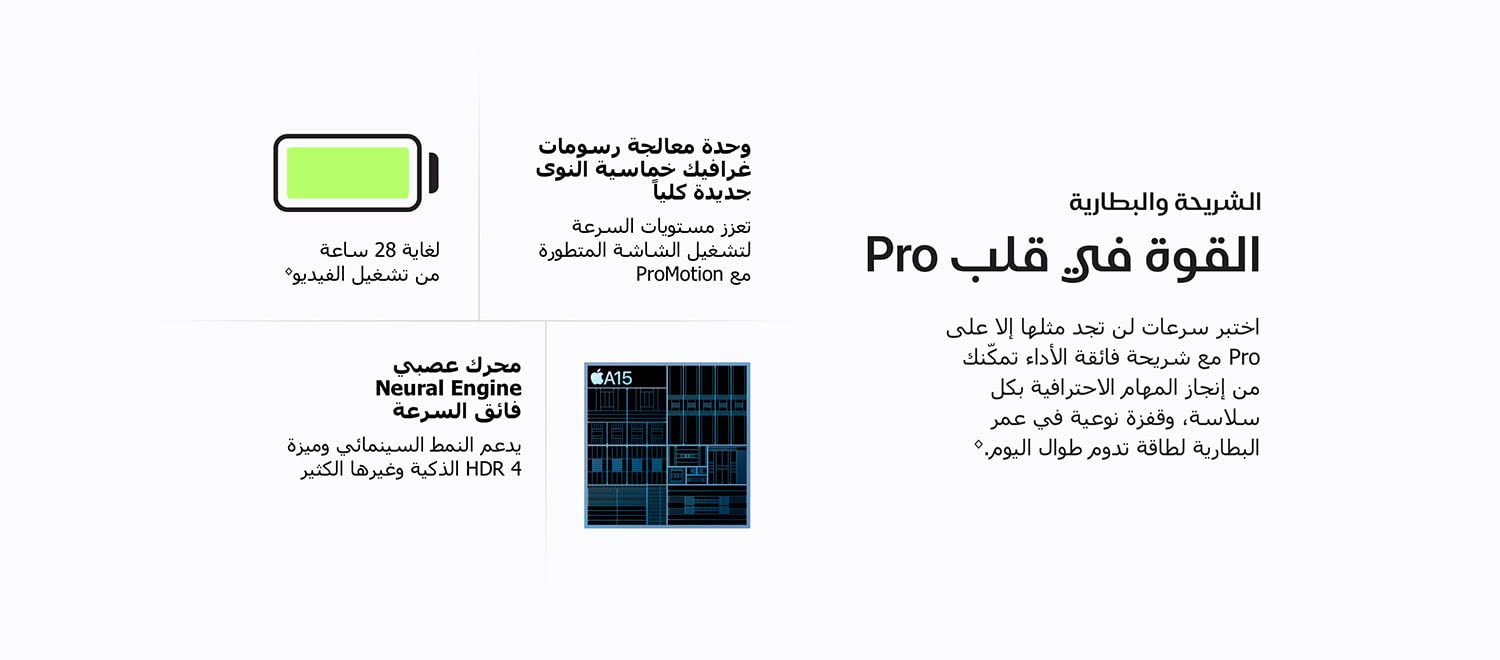 الشريحة والبطارية
القوة في قلب Pro
اختبر سرعات لن تجد مثلها إلا على
Pro مع شريحة فائقة الأداء تمكّنك
من إنجاز المهام الاحترافية بكل
سلاسة، وقفزة نوعية في عمر
البطارية لطاقة تدوم طوال اليوم.◊
وحدة معالجة رسومات
غرافيك خماسية النوى
جديدة كلياً
تعزز مستويات السرعة
لتشغيل الشاشة المتطورة
مع ProMotion
لغاية 28 ساعة
من تشغيل الفيديو◊
A15
محرك عصبي
Neural Engine
فائق السرعة
يدعم النمط السينمائي وميزة
HDR 4 الذكية وغيرها الكثير